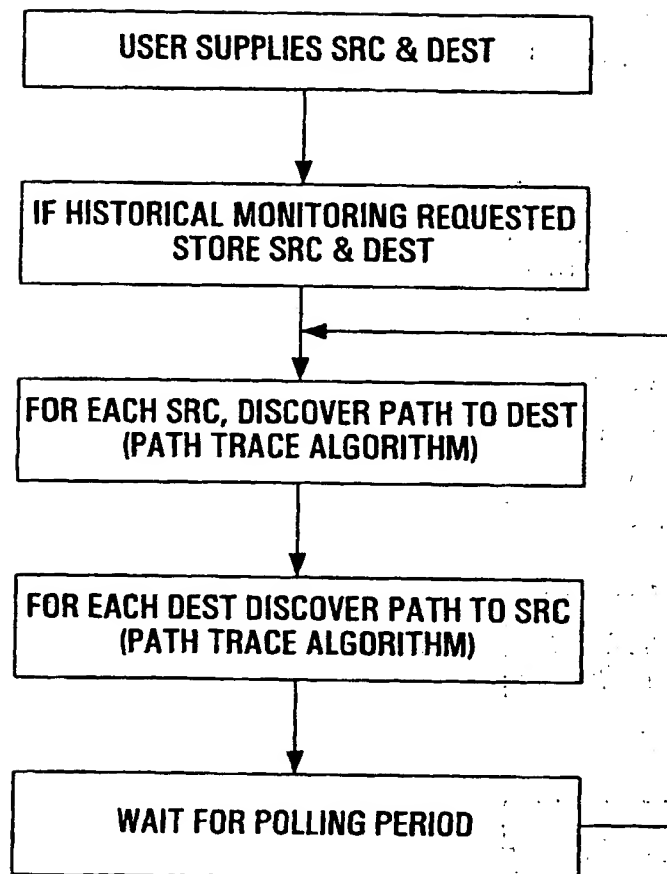 USER SUPPLIES SRC & DEST
IF HISTORICAL MONITORING REQUESTED
STORE SRC & DEST
FOR EACH SRC, DISCOVER PATH TO DEST
(PATH TRACE ALGORITHM)
FOR EACH DEST DISCOVER PATH TO SRC
(PATH TRACE ALGORITHM)
WAIT FOR POLLING PERIOD